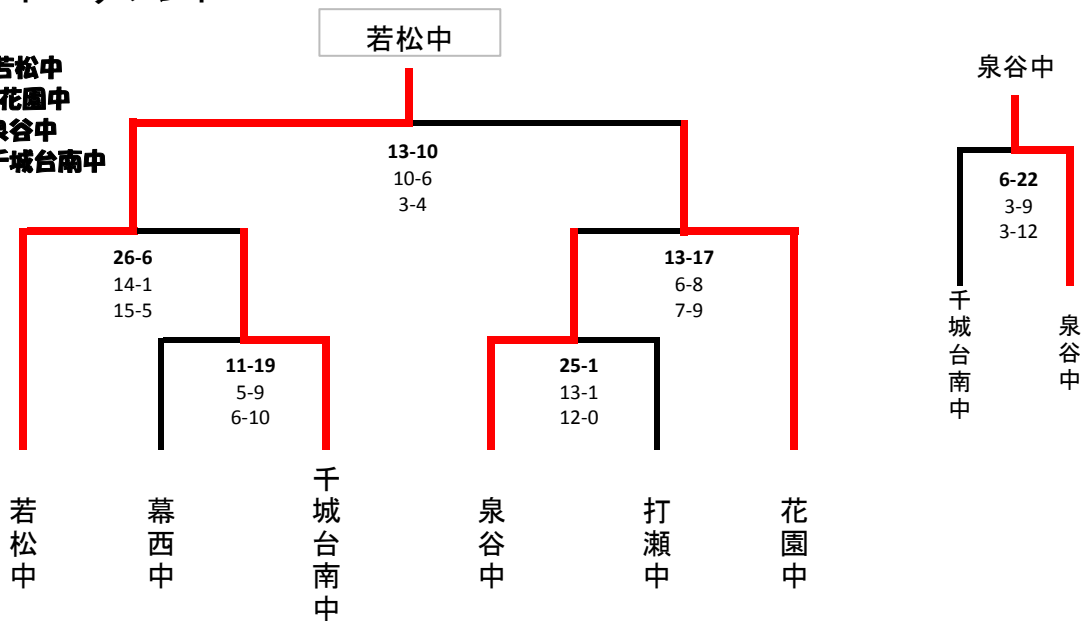 若松中
若松中
花園中
泉谷中
千城台南中
13-10
10-6
3-4
26-6
14-1
15-5
13-17
6-8
7-9
11-19
5-9
6-10
25-1
13-1
12-0
若松中
幕西中
千城台南中
泉谷中
打瀬中
花園中
泉谷中
6-22
3-9
3-12
千城台南中
泉谷中